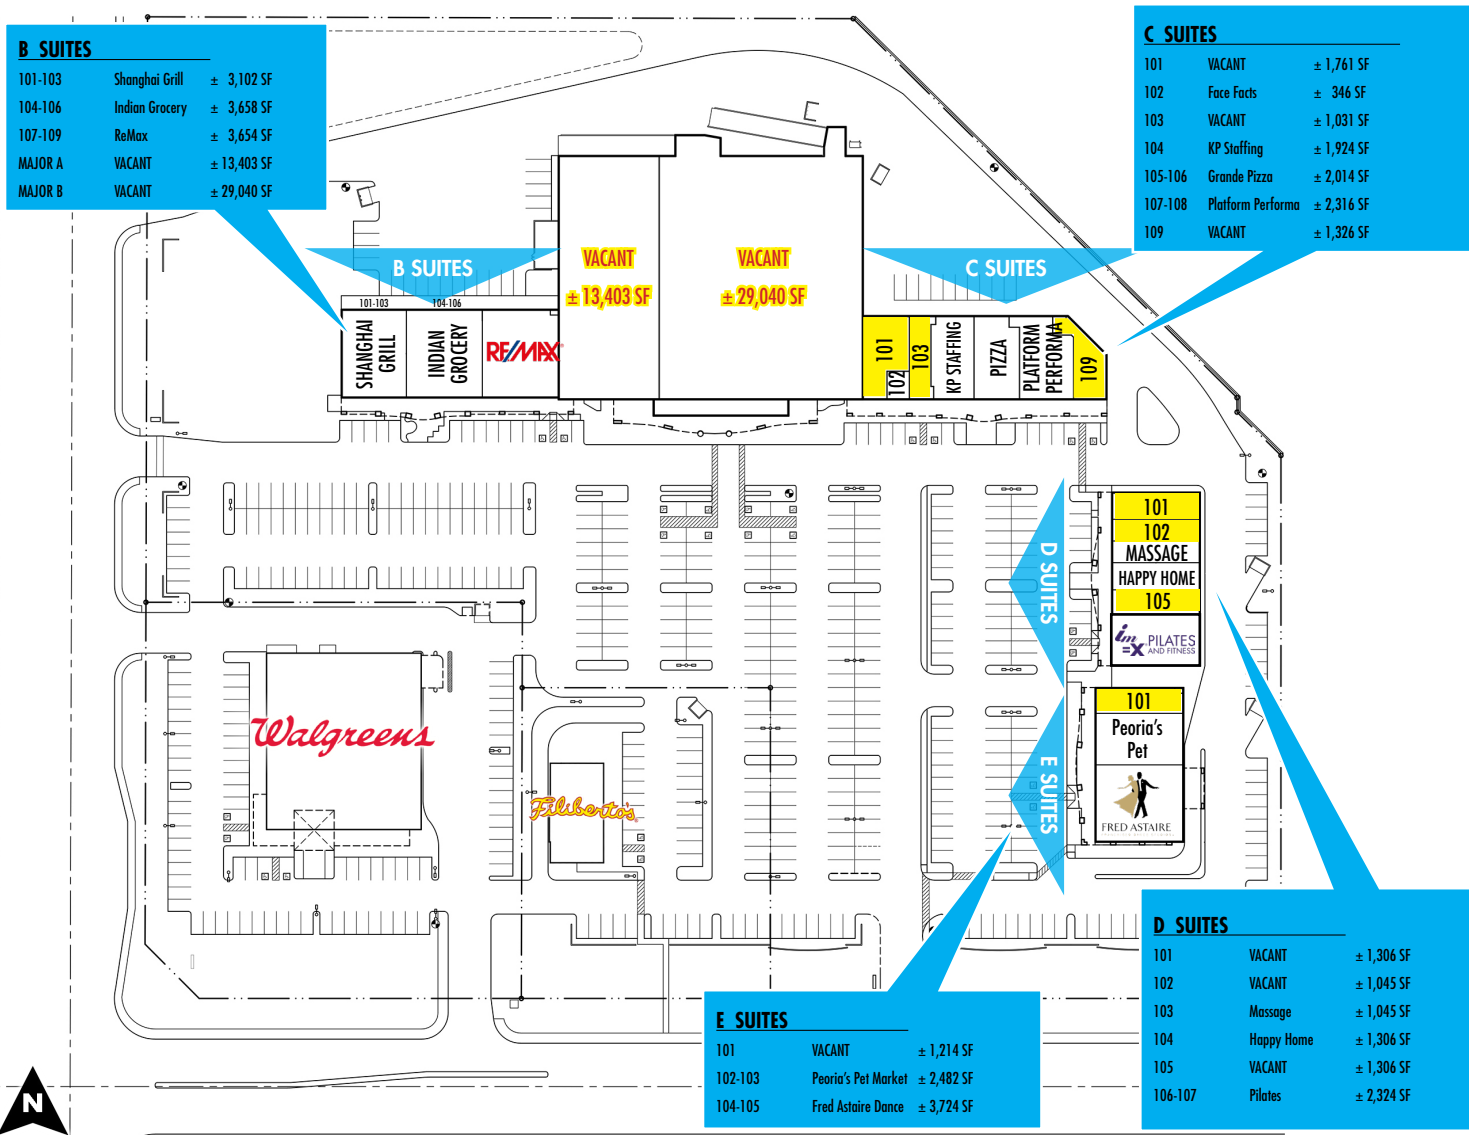 B SUITES
101-103 Shanghai Grill ± 3,102 SF
104-106 Indian Grocery ± 3,658 SF
107-109 ReMax ± 3,654 SF
MAJOR A VACANT ± 13,403 SF
MAJOR B VACANT ± 29,040 SF
C SUITES
101 VACANT ± 1,761 SF
102 Face Facts ± 346 SF
103 VACANT ± 1,031 SF
104 KP Staffing ± 1,924 SF
105-106 Grande Pizza ± 2,014 SF
107-108 Platform Performa ± 2,316 SF
109 VACANT ± 1,326 SF
B SUITES
VACANT
± 13,403 SF
VACANT
± 29,040 SF
C SUITES
101-103
104-106
SHANGHAI
GRILL
INDIAN
GROCERY
RE/MAX
101
102
103
KP STAFFING
PIZZA
PLATFORM
PERFORMA
109
D SUITES
101
102
MASSAGE
HAPPY HOME
105
imx PILATES
AND FITNESS
Walgreens
Filiberto's
E SUITES
101
Peoria's
Pet
FRED ASTAIRE
D SUITES
101 VACANT ± 1,306 SF
102 VACANT ± 1,045 SF
103 Massage ± 1,045 SF
104 Happy Home ± 1,306 SF
105 VACANT ± 1,306 SF
106-107 Pilates ± 2,324 SF
E SUITES
101 VACANT ± 1,214 SF
102-103 Peoria's Pet Market ± 2,482 SF
104-105 Fred Astaire Dance ± 3,724 SF
N